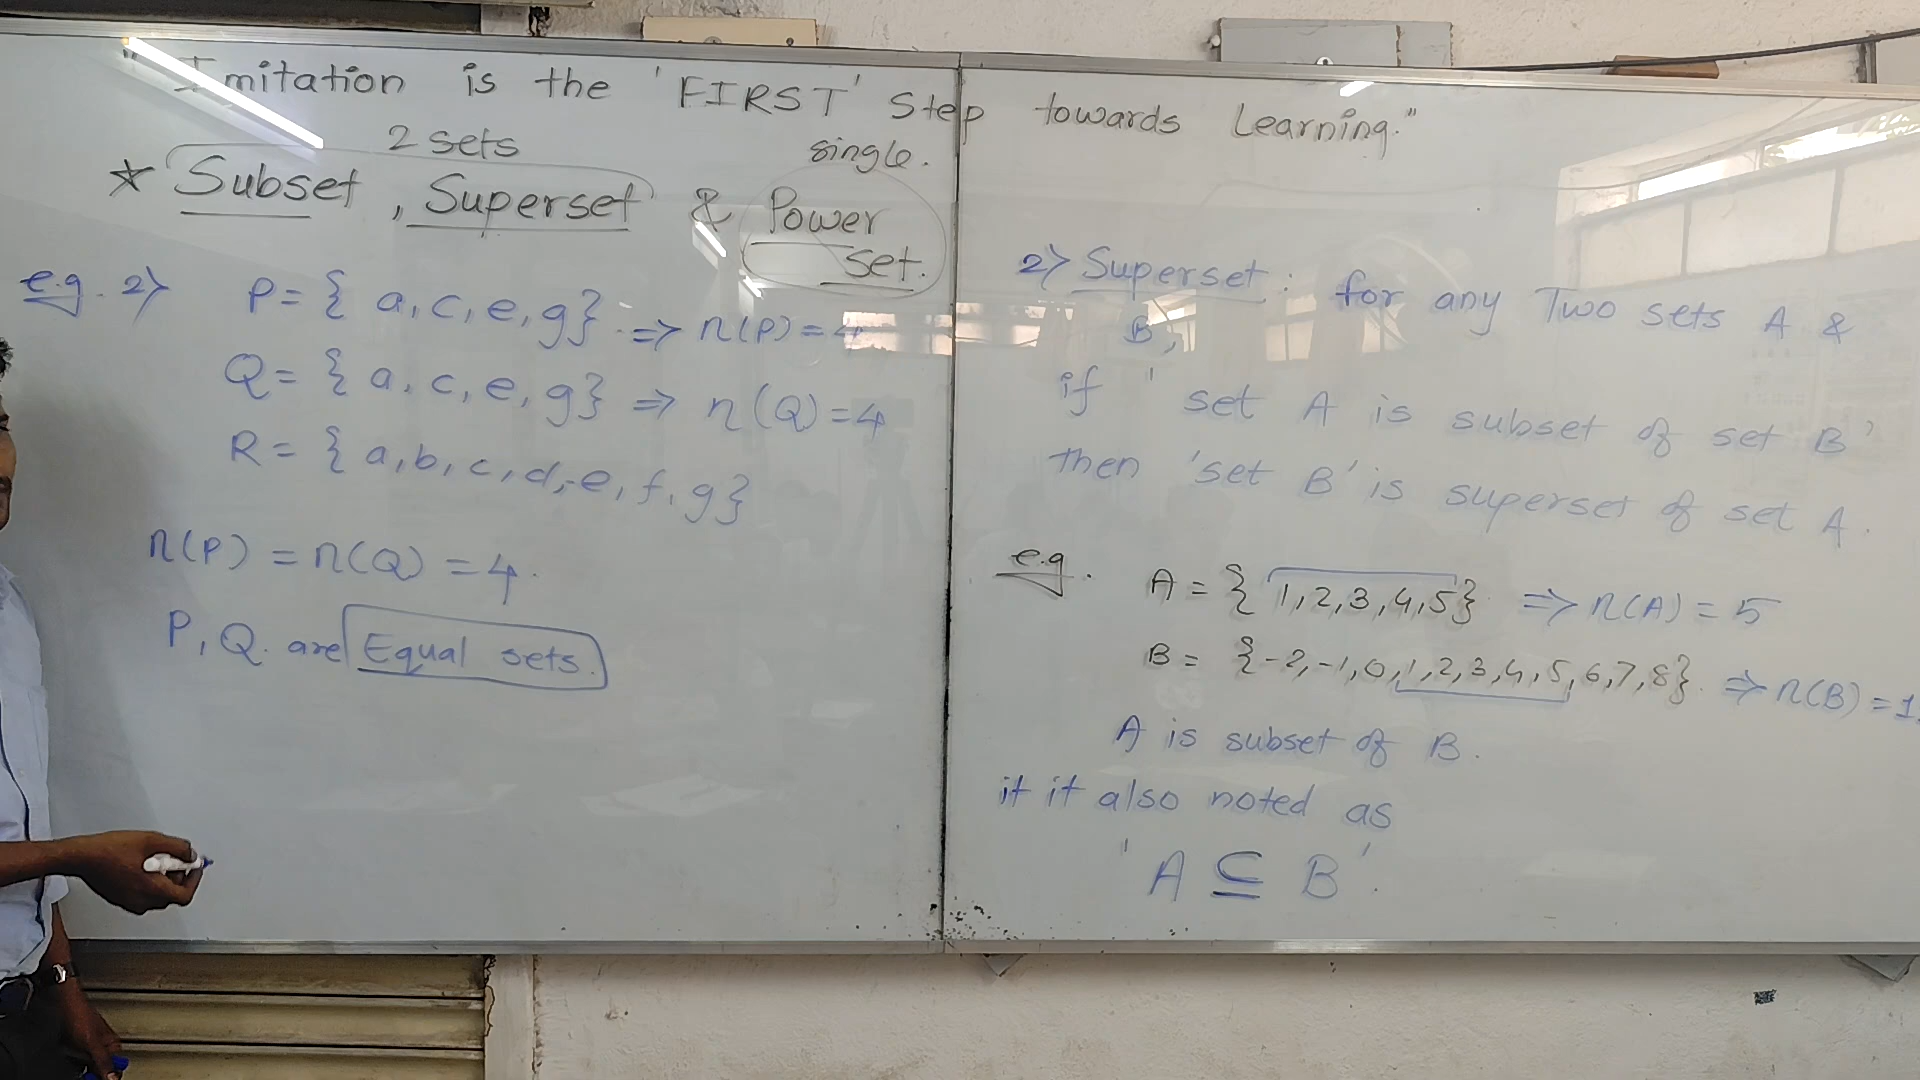 " Imitation is the 'FIRST' Step towards Learning."
2 sets single.
* Subset, Superset & Power
set.
e.g. 2) P = { a, c, e, g} . => n(P) = 4
Q = { a, c, e, g} => n(Q) = 4
R = { a, b, c, d, e, f, g}
n(P) = n(Q) = 4.
P, Q. are Equal sets.
2) Superset : for any Two sets A &
B,
if ' set A is subset of set B'
then 'set B' is superset of set A.
e.g. A = { 1, 2, 3, 4, 5} => n(A) = 5
B = {-2, -1, 0, 1, 2, 3, 4, 5, 6, 7, 8} . => n(B) = 1
A is subset of B.
it it also noted as
' A ⊆ B '.